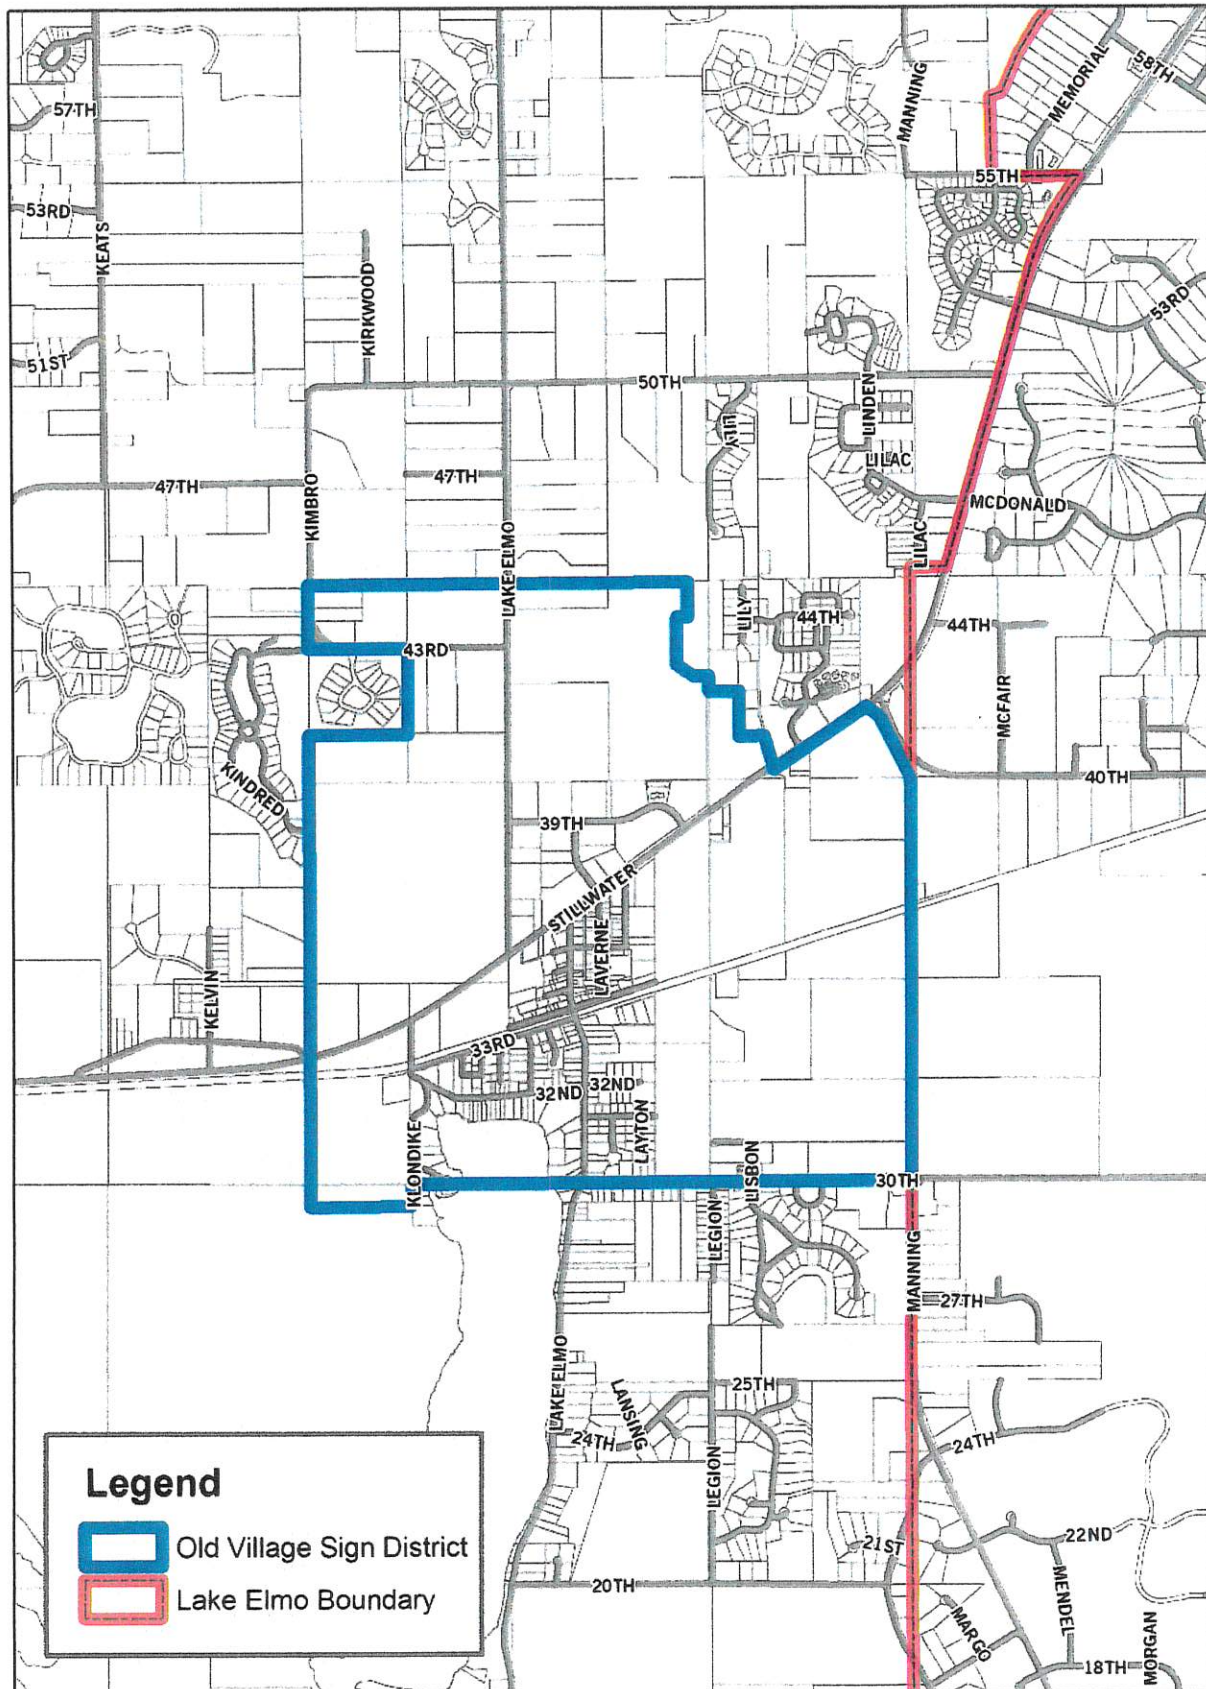 MANNING
MEMORIAL
58TH
57TH
55TH
53RD
KEATS
KIRKWOOD
53RD
51ST
50TH
LINDEN
LILY
LILAC
47TH
47TH
KIMBRO
MCDONALD
LILAC
LAKE ELMO
LILY
44TH
44TH
43RD
MCFAIR
KINDRED
40TH
39TH
STILLWATER
LAVERNE
KELVIN
33RD
32ND
32ND
LAYTON
KLONDIKE
LISBON
30TH
LEGION
MANNING
27TH
LAKE ELMO
LANSING
25TH
24TH
24TH
LEGION
22ND
21ST
MENDEL
20TH
MARGO
MORGAN
18TH
Legend
Old Village Sign District
Lake Elmo Boundary